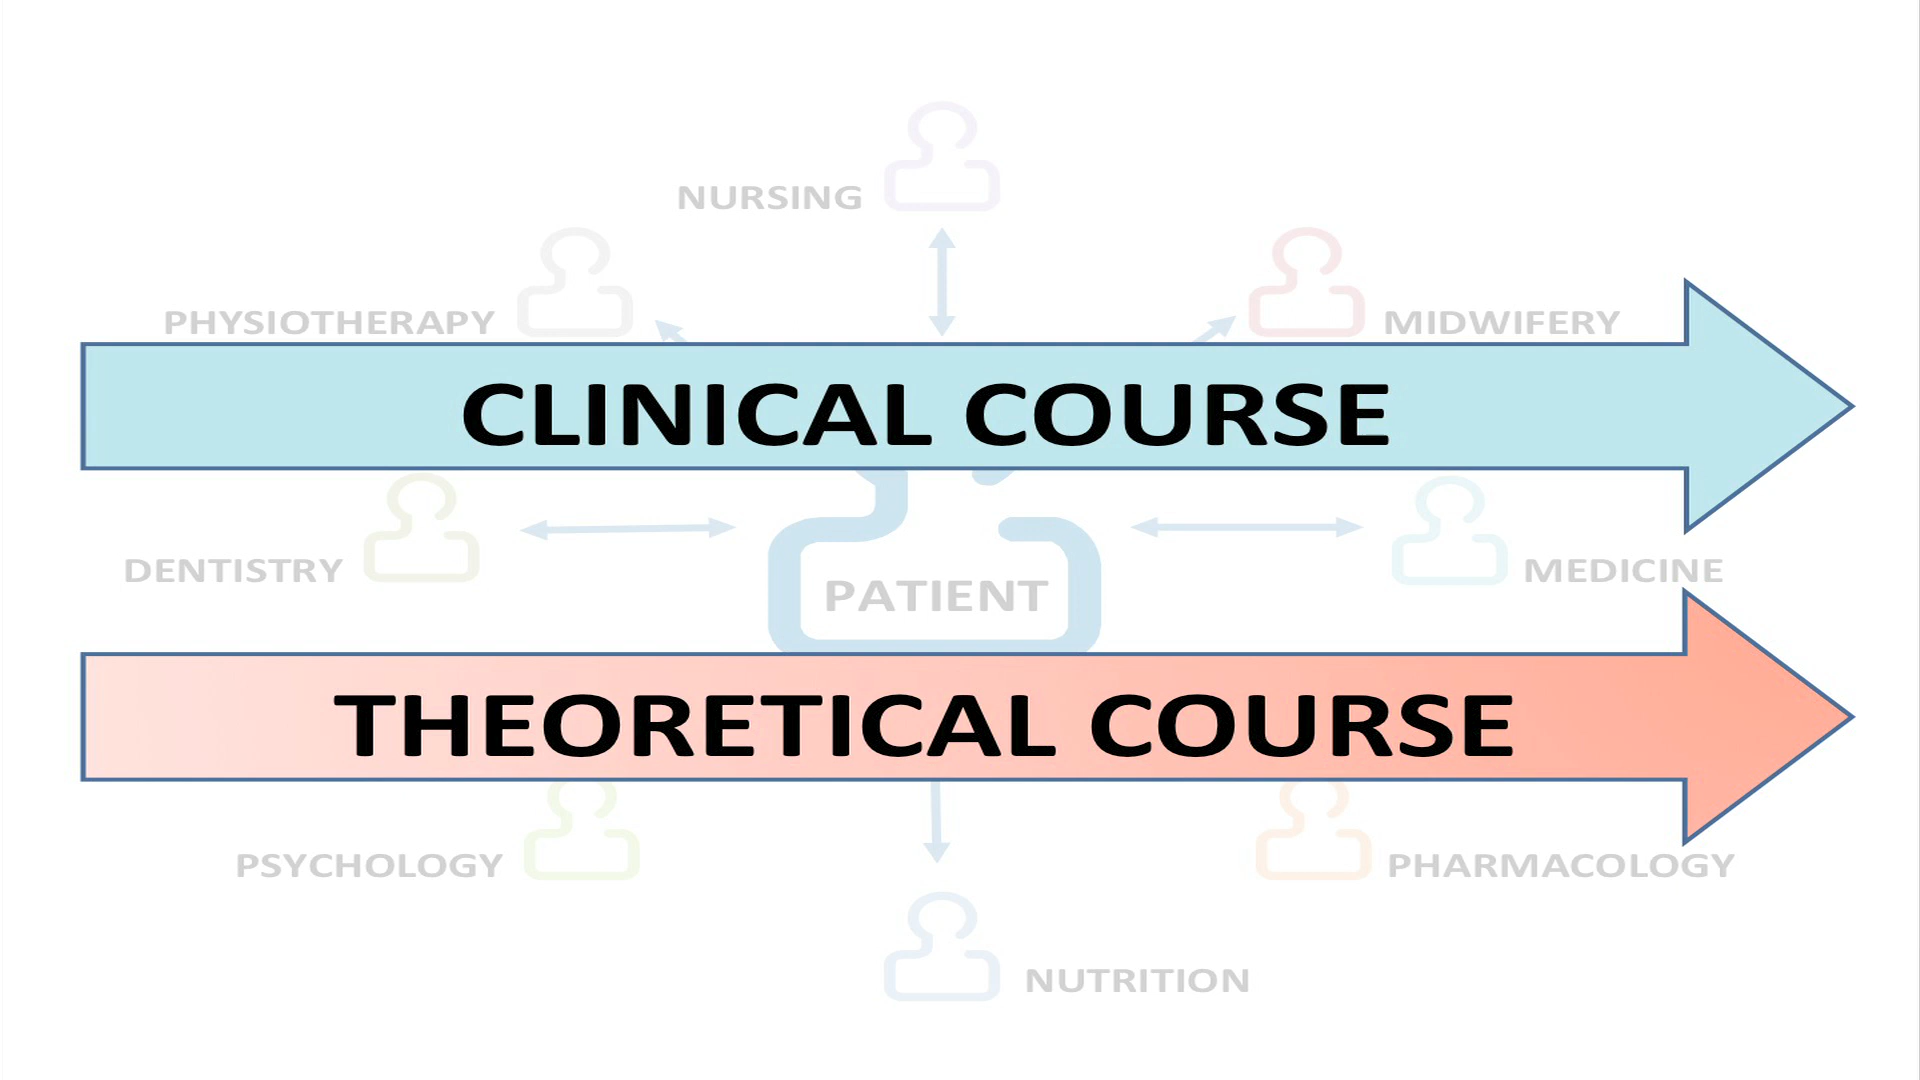 NURSING
PHYSIOTHERAPY
MIDWIFERY
CLINICAL COURSE
DENTISTRY
MEDICINE
PATIENT
THEORETICAL COURSE
PSYCHOLOGY
PHARMACOLOGY
NUTRITION